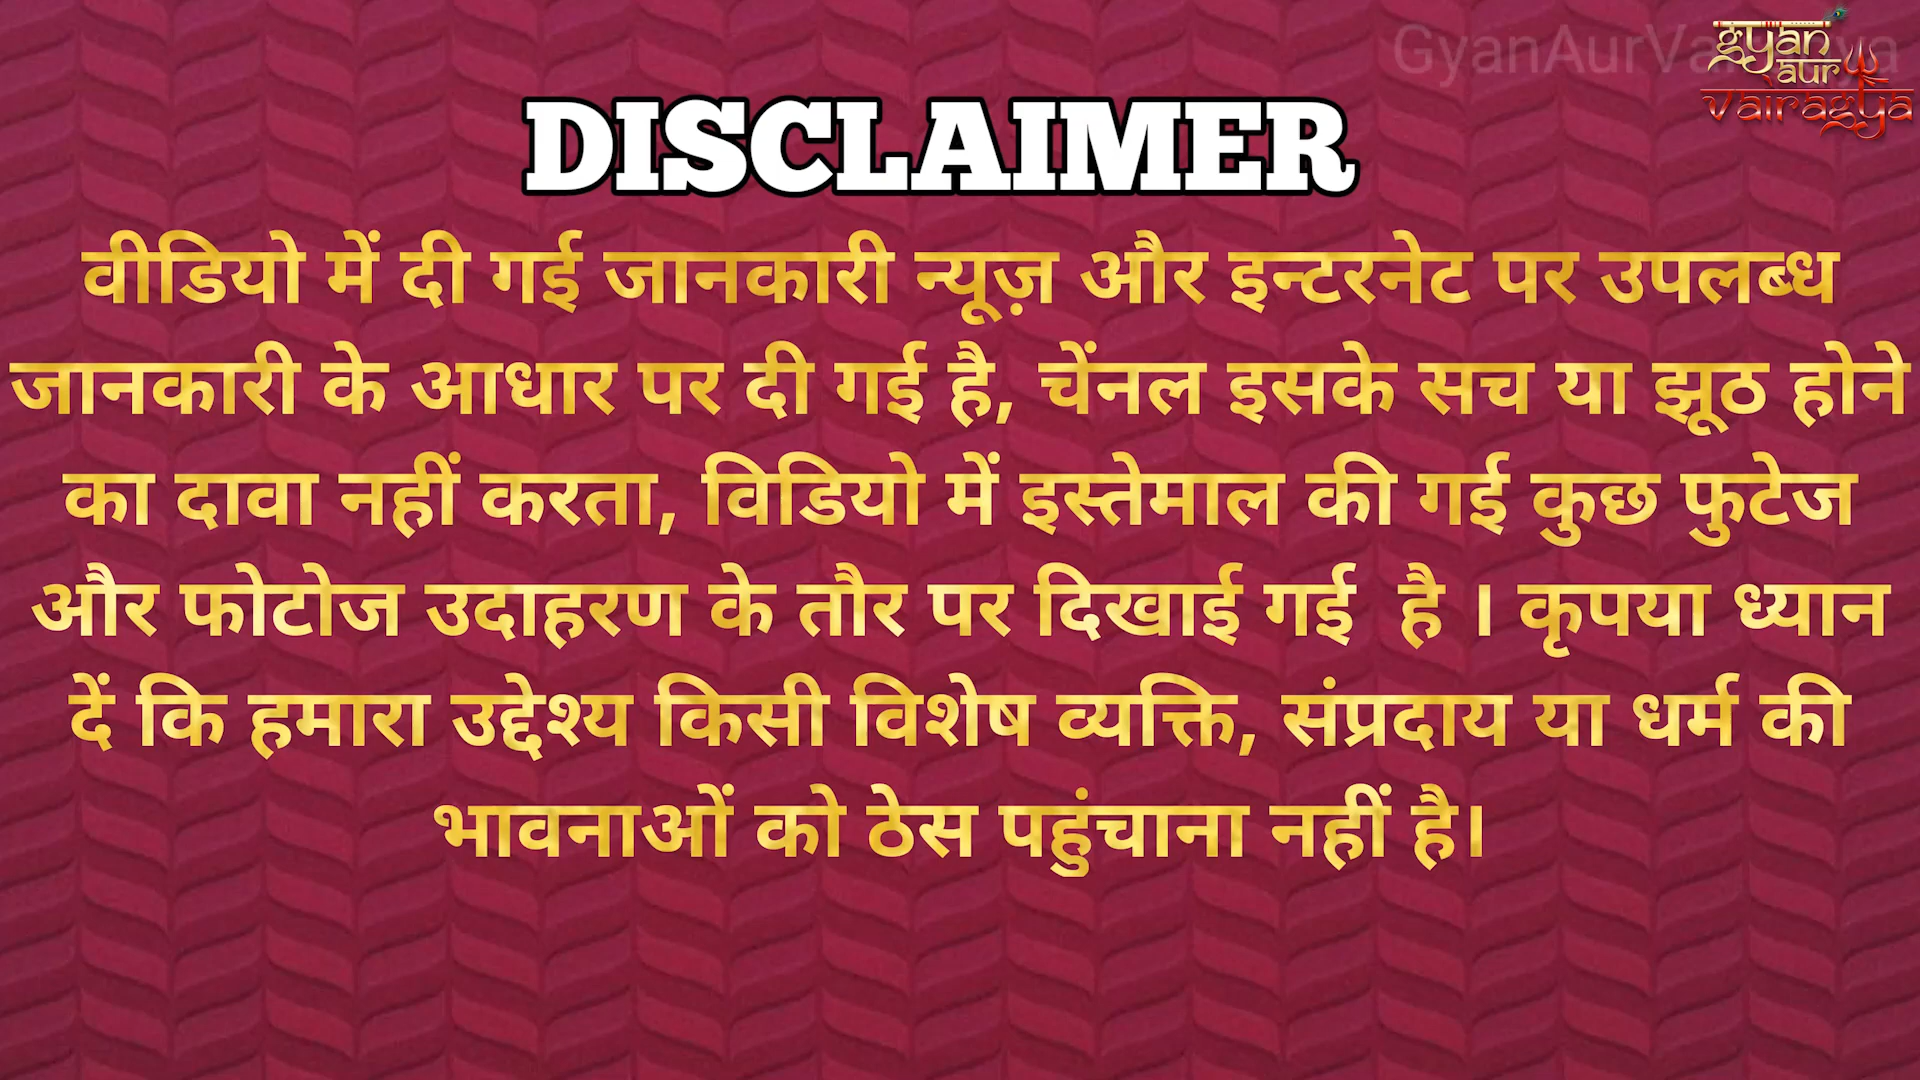 GyanAurVairagya
gyan
aur
vairagya
DISCLAIMER
वीडियो में दी गई जानकारी न्यूज़ और इन्टरनेट पर उपलब्ध
जानकारी के आधार पर दी गई है, चेंनल इसके सच या झूठ होने
का दावा नहीं करता, विडियो में इस्तेमाल की गई कुछ फुटेज
और फोटोज उदाहरण के तौर पर दिखाई गई है । कृपया ध्यान
दें कि हमारा उद्देश्य किसी विशेष व्यक्ति, संप्रदाय या धर्म की
भावनाओं को ठेस पहुंचाना नहीं है।